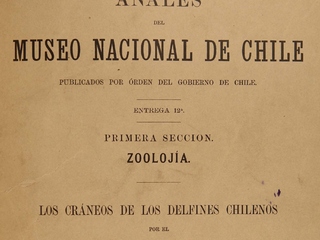 ANALES
DEL
MUSEO NACIONAL DE CHILE
PUBLICADOS POR ÓRDEN DEL GOBIERNO DE CHILE.
ENTREGA 12ª.
PRIMERA SECCION.
ZOOLOJÍA.
LOS CRÁNEOS DE LOS DELFINES CHILENOS
POR EL